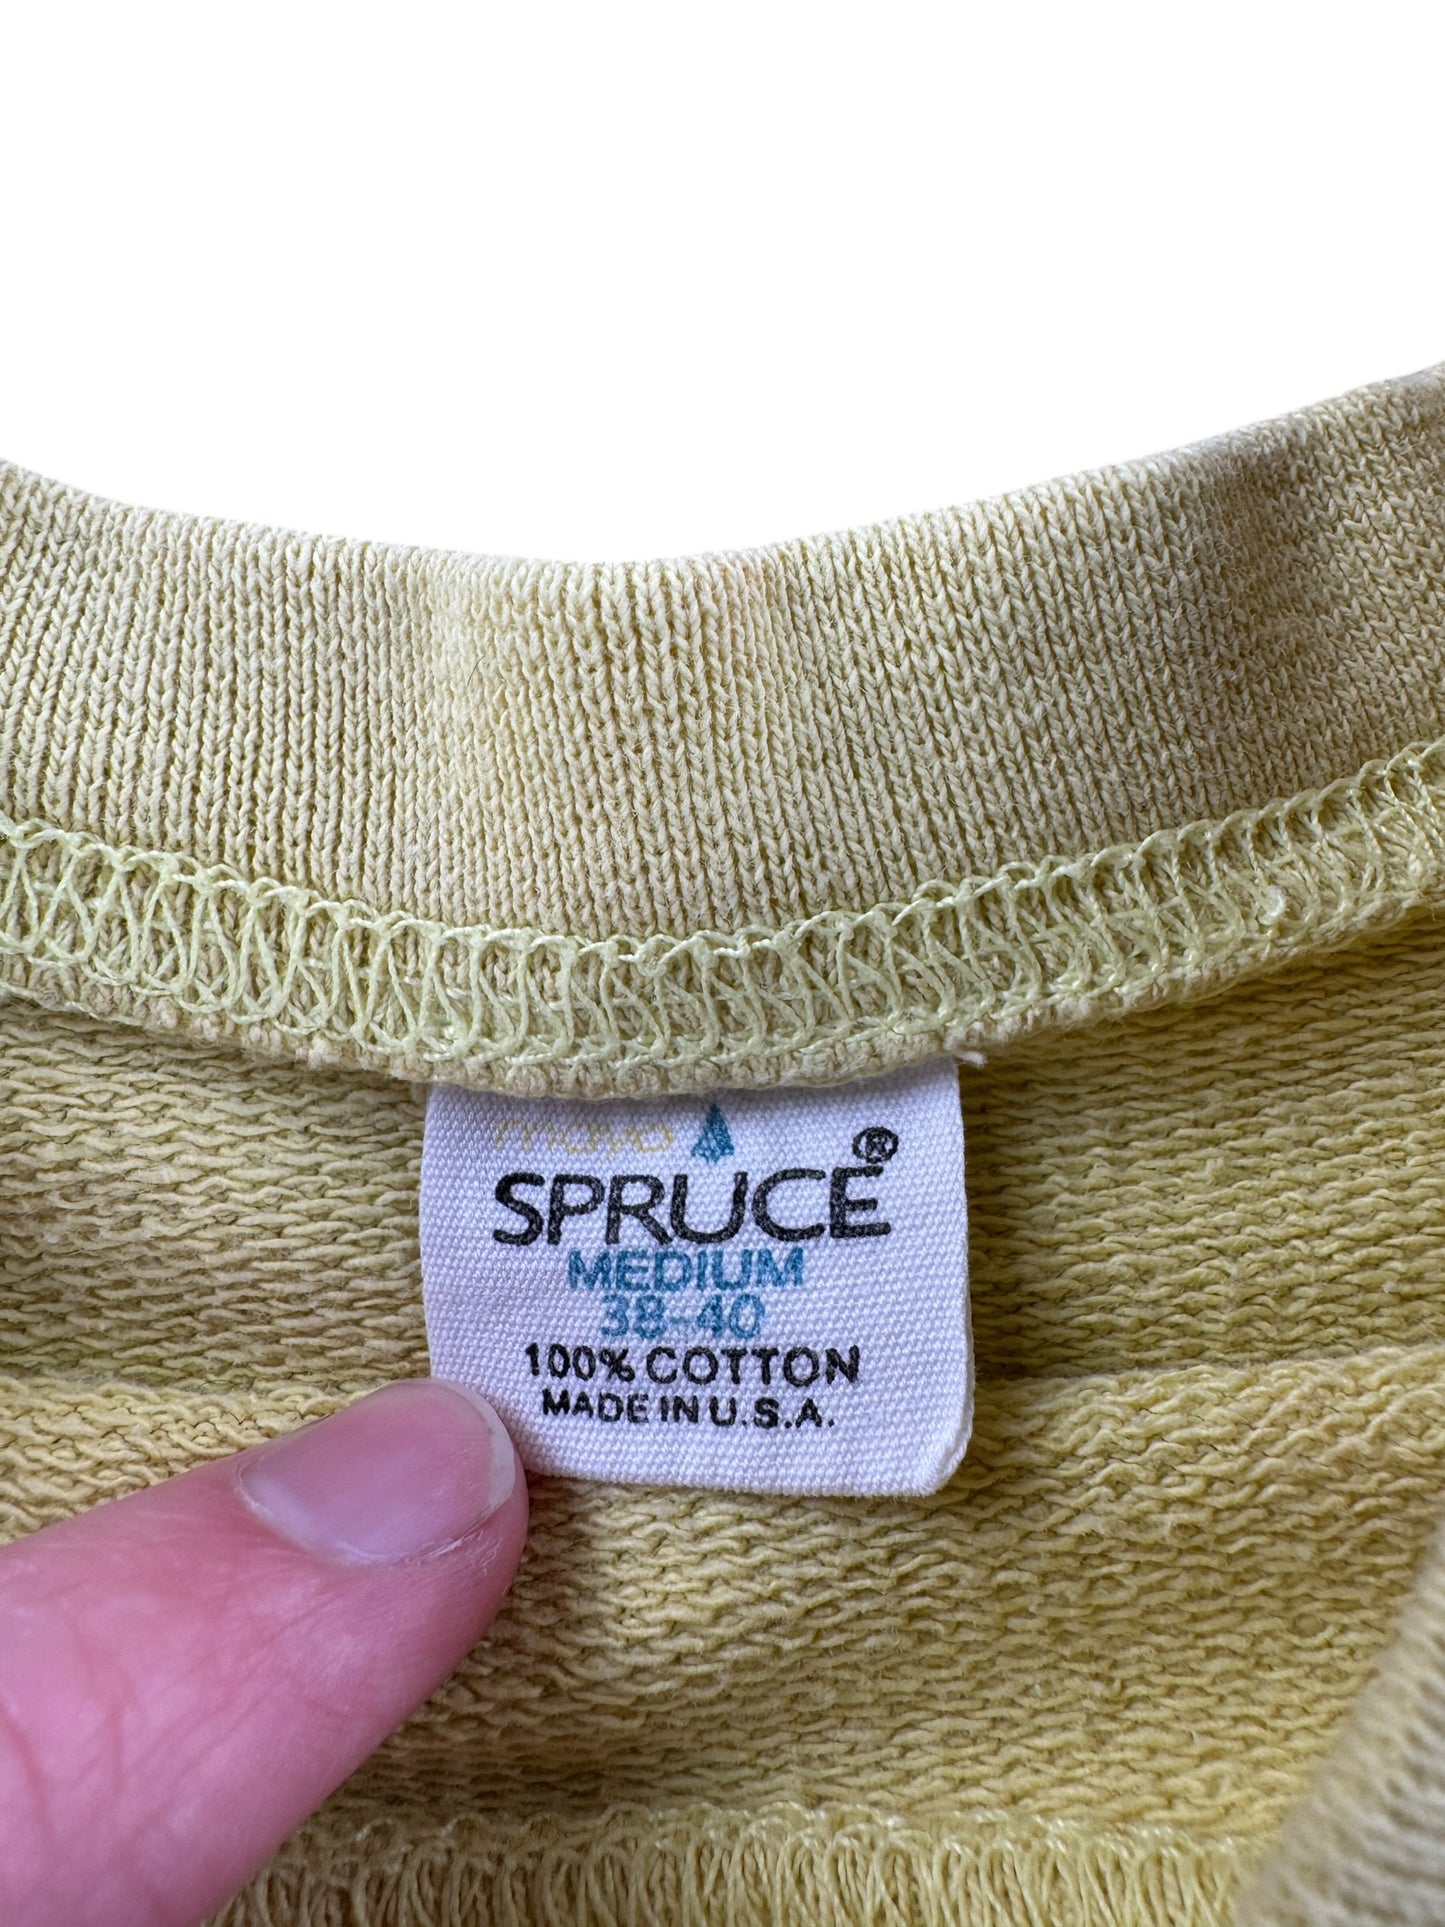 mayo
SPRUCE®
MEDIUM
38-40
100% COTTON
MADE IN U.S.A.